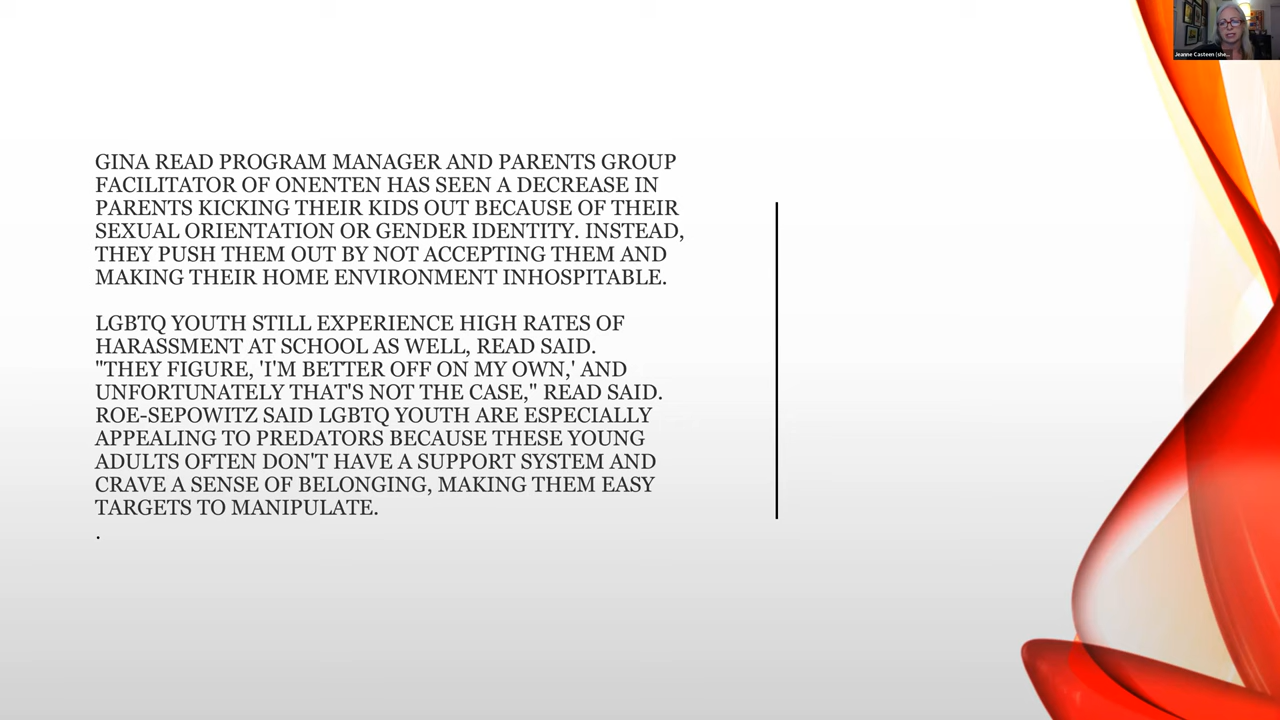 Jeanne Casteen (she...
GINA READ PROGRAM MANAGER AND PARENTS GROUP
FACILITATOR OF ONENTEN HAS SEEN A DECREASE IN
PARENTS KICKING THEIR KIDS OUT BECAUSE OF THEIR
SEXUAL ORIENTATION OR GENDER IDENTITY. INSTEAD,
THEY PUSH THEM OUT BY NOT ACCEPTING THEM AND
MAKING THEIR HOME ENVIRONMENT INHOSPITABLE.
LGBTQ YOUTH STILL EXPERIENCE HIGH RATES OF
HARASSMENT AT SCHOOL AS WELL, READ SAID.
"THEY FIGURE, 'I'M BETTER OFF ON MY OWN,' AND
UNFORTUNATELY THAT'S NOT THE CASE," READ SAID.
ROE-SEPOWITZ SAID LGBTQ YOUTH ARE ESPECIALLY
APPEALING TO PREDATORS BECAUSE THESE YOUNG
ADULTS OFTEN DON'T HAVE A SUPPORT SYSTEM AND
CRAVE A SENSE OF BELONGING, MAKING THEM EASY
TARGETS TO MANIPULATE.
.